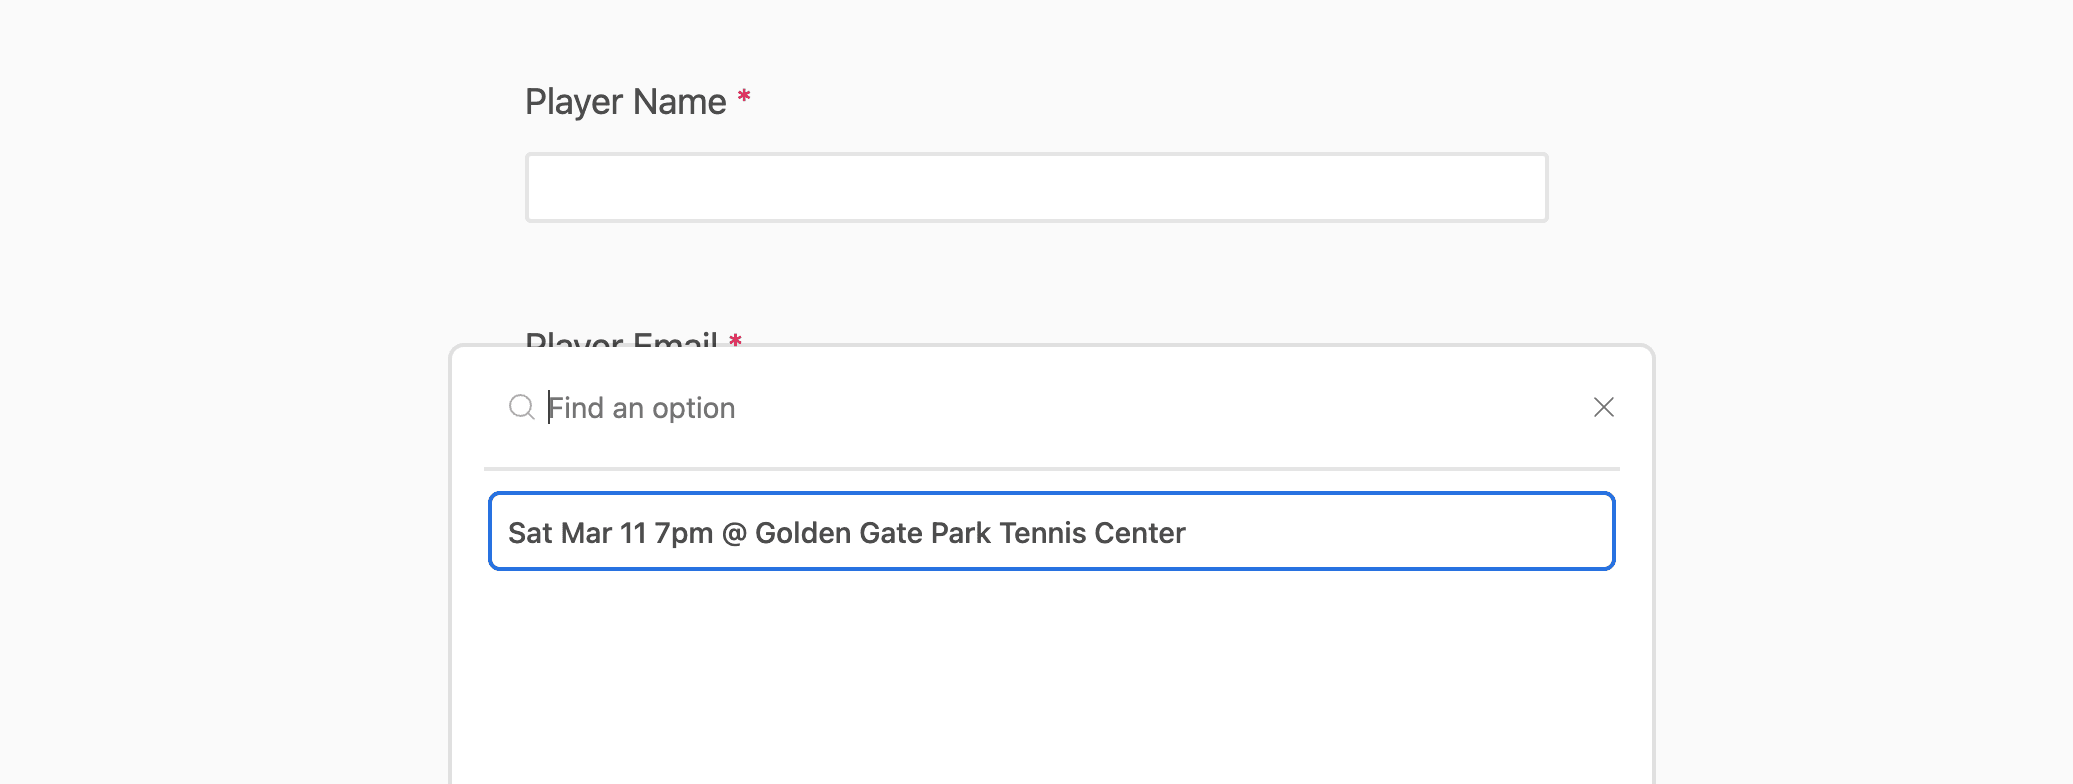 Player Name *
Player Email *
Find an option
Sat Mar 11 7pm @ Golden Gate Park Tennis Center